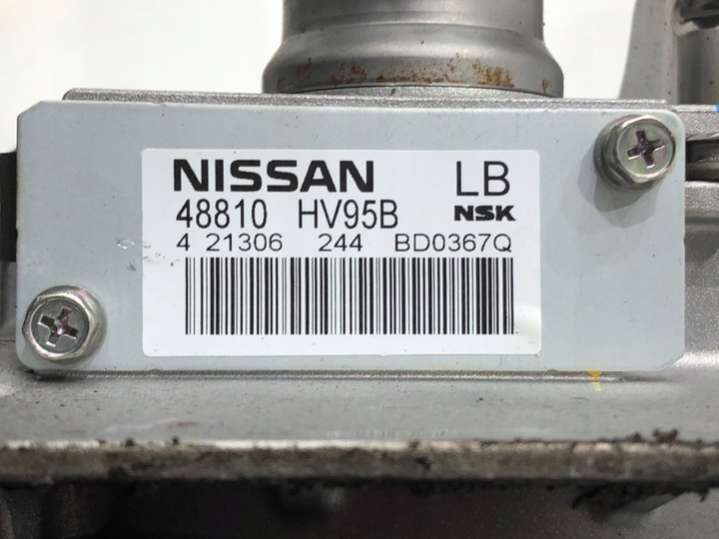 NISSAN LB
48810 HV95B NSK
4 21306 244 BD0367Q